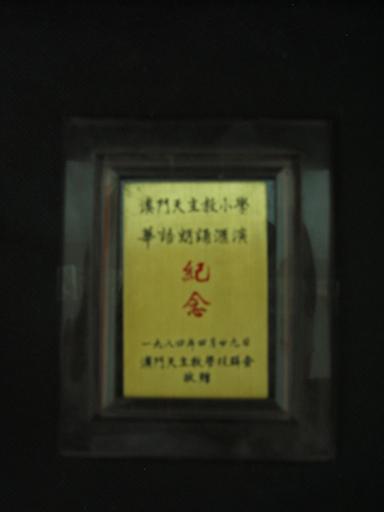 澳門天主教小學
華語朗誦滙演
紀
念
一九八四年四月廿九日
澳門天主教學校聯會
敬贈